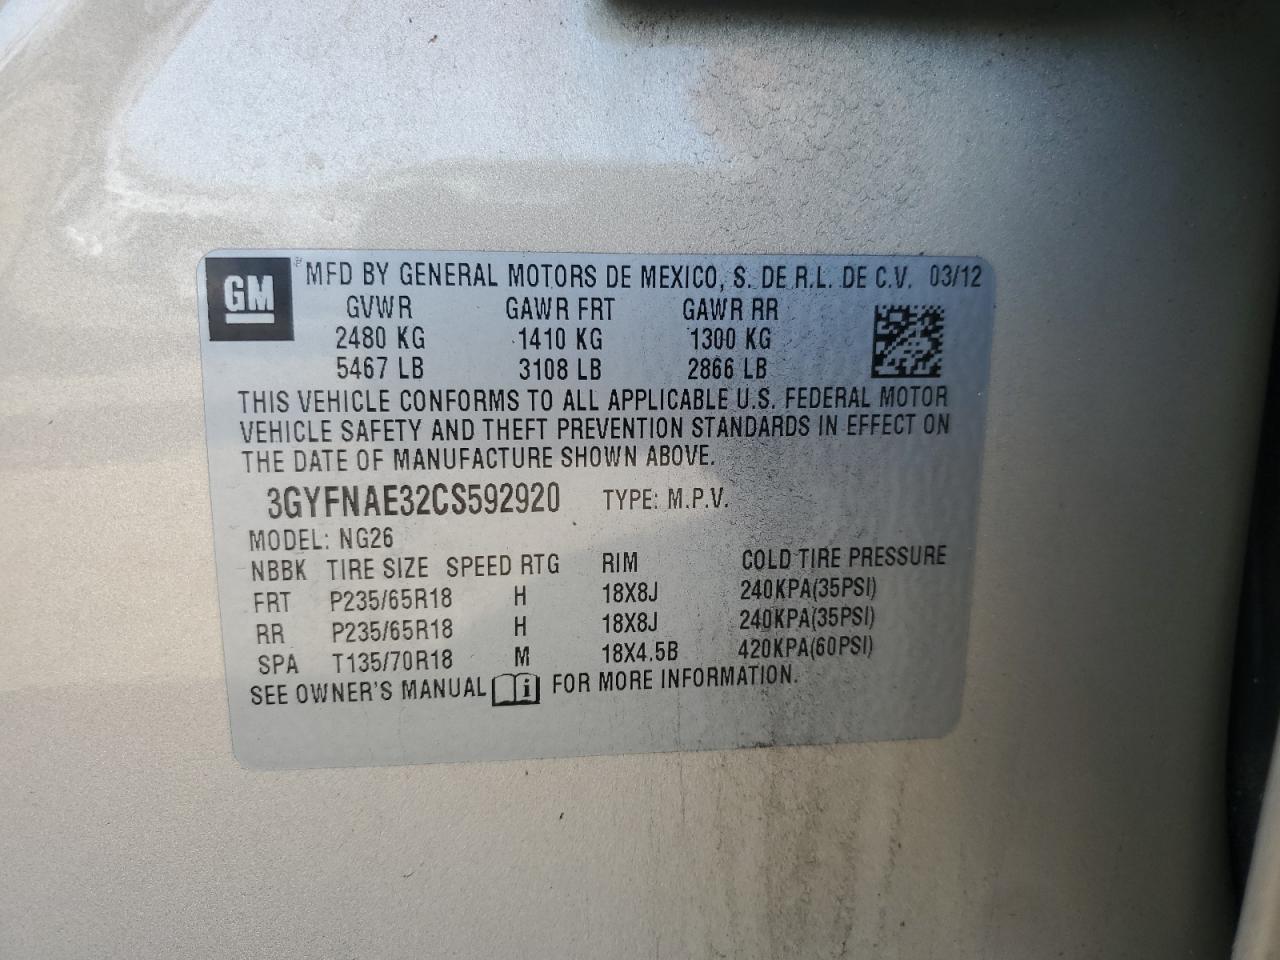 GM MFD BY GENERAL MOTORS DE MEXICO, S. DE R.L. DE C.V. 03/12
GVWR GAWR FRT GAWR RR
2480 KG 1410 KG 1300 KG
5467 LB 3108 LB 2866 LB
THIS VEHICLE CONFORMS TO ALL APPLICABLE U.S. FEDERAL MOTOR
VEHICLE SAFETY AND THEFT PREVENTION STANDARDS IN EFFECT ON
THE DATE OF MANUFACTURE SHOWN ABOVE.
3GYFNAE32CS592920 TYPE: M.P.V.
MODEL: NG26
NBBK TIRE SIZE SPEED RTG RIM COLD TIRE PRESSURE
FRT P235/65R18 H 18X8J 240KPA(35PSI)
RR P235/65R18 H 18X8J 240KPA(35PSI)
SPA T135/70R18 M 18X4.5B 420KPA(60PSI)
SEE OWNER'S MANUAL FOR MORE INFORMATION.